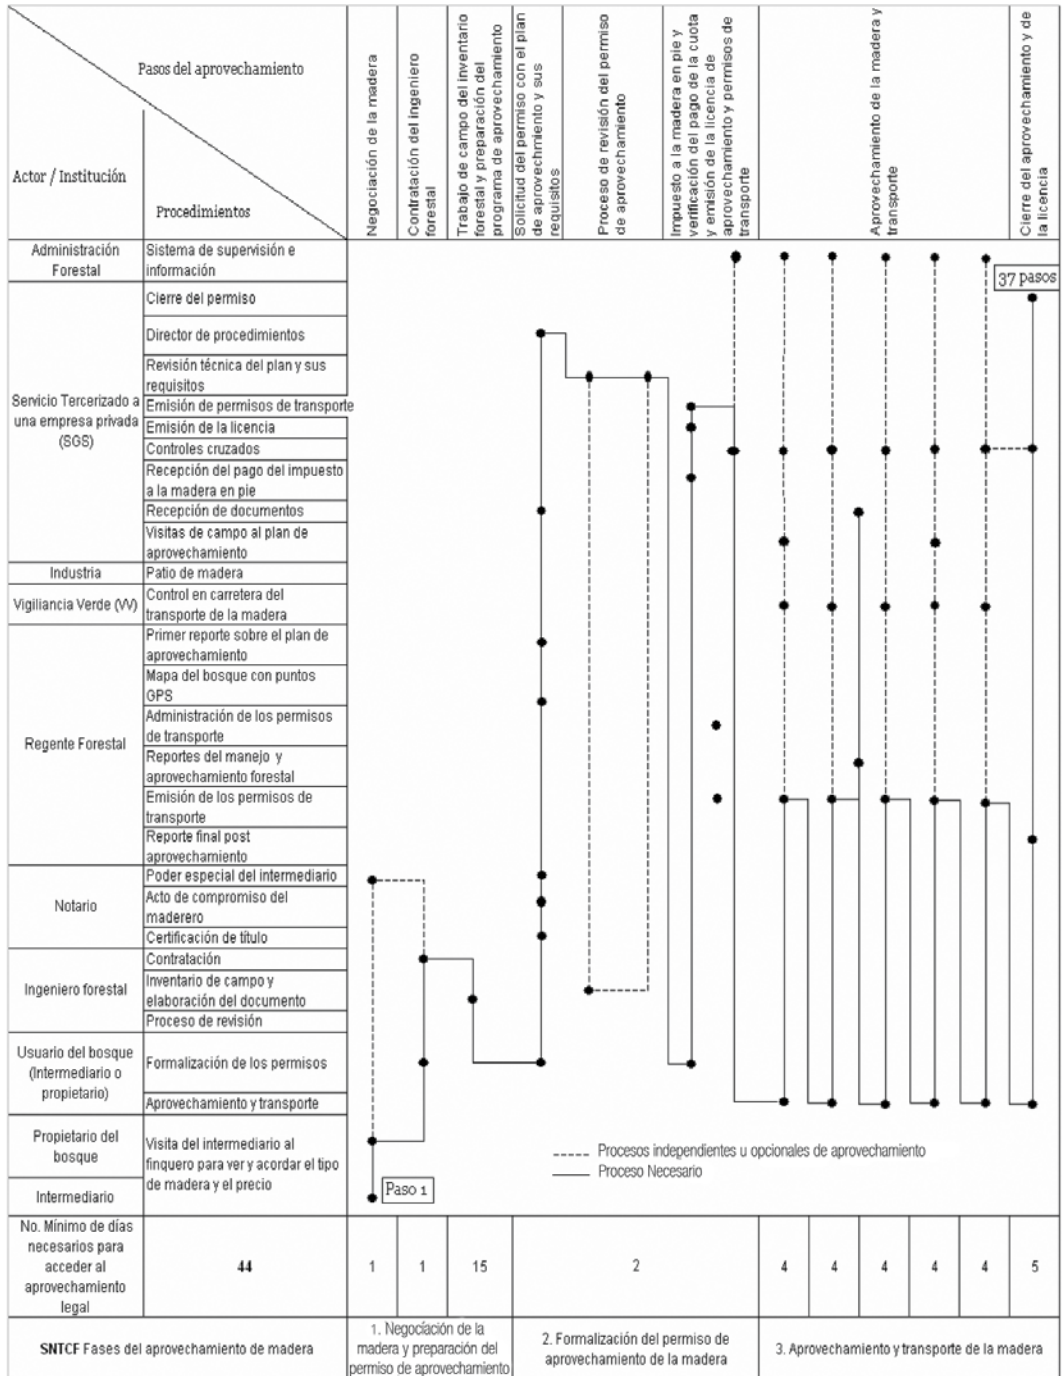 Pasos del aprovechamiento
Actor / Institución
Procedimientos
Negociación de la madera
Contratación del ingeniero
forestal
Trabajo de campo del inventario
forestal y preparación del
programa de aprovechamiento
Solicitud del permiso con el plan
de aprovechmiento y sus
requisitos
Proceso de revisión del permiso
de aprovechamiento
Impuesto a la madera en pie y
verificación del pago de la cuota
y emisión de la licencia de
aprovechamiento y permisos de
transporte
Aprovechamiento de la madera y
transporte
Cierre del aprovechamiento y de
la licencia
Administración
Forestal
Sistema de supervisión e
información
37 pasos
Servicio Tercerizado a
una empresa privada
(SGS)
Cierre del permiso
Director de procedimientos
Revisión técnica del plan y sus
requisitos
Emisión de permisos de transporte
Emisión de la licencia
Controles cruzados
Recepción del pago del impuesto
a la madera en pie
Recepción de documentos
Visitas de campo al plan de
aprovechamiento
Industria
Patio de madera
Vigiliancia Verde (VV)
Control en carretera del
transporte de la madera
Regente Forestal
Primer reporte sobre el plan de
aprovechamiento
Mapa del bosque con puntos
GPS
Administración de los permisos
de transporte
Reportes del manejo y
aprovechamiento forestal
Emisión de los permisos de
transporte
Reporte final post
aprovechamiento
Notario
Poder especial del intermediario
Acto de compromiso del
maderero
Certificación de título
Ingeniero forestal
Contratación
Inventario de campo y
elaboración del documento
Proceso de revisión
Usuario del bosque
(Intermediario o
propietario)
Formalización de los permisos
Aprovechamiento y transporte
Propietario del
bosque
Intermediario
Visita del intermediario al
finquero para ver y acordar el tipo
de madera y el precio
Paso 1
Procesos independientes u opcionales de aprovechamiento
Proceso Necesario
No. Mínimo de días
necesarios para
acceder al
aprovechamiento
legal
44
1
1
15
2
4
4
4
4
4
5
SNTCF Fases del aprovechamiento de madera
1. Negociación de la
madera y preparación del
permiso de aprovechamiento
2. Formalización del permiso de
aprovechamiento de la madera
3. Aprovechamiento y transporte de la madera